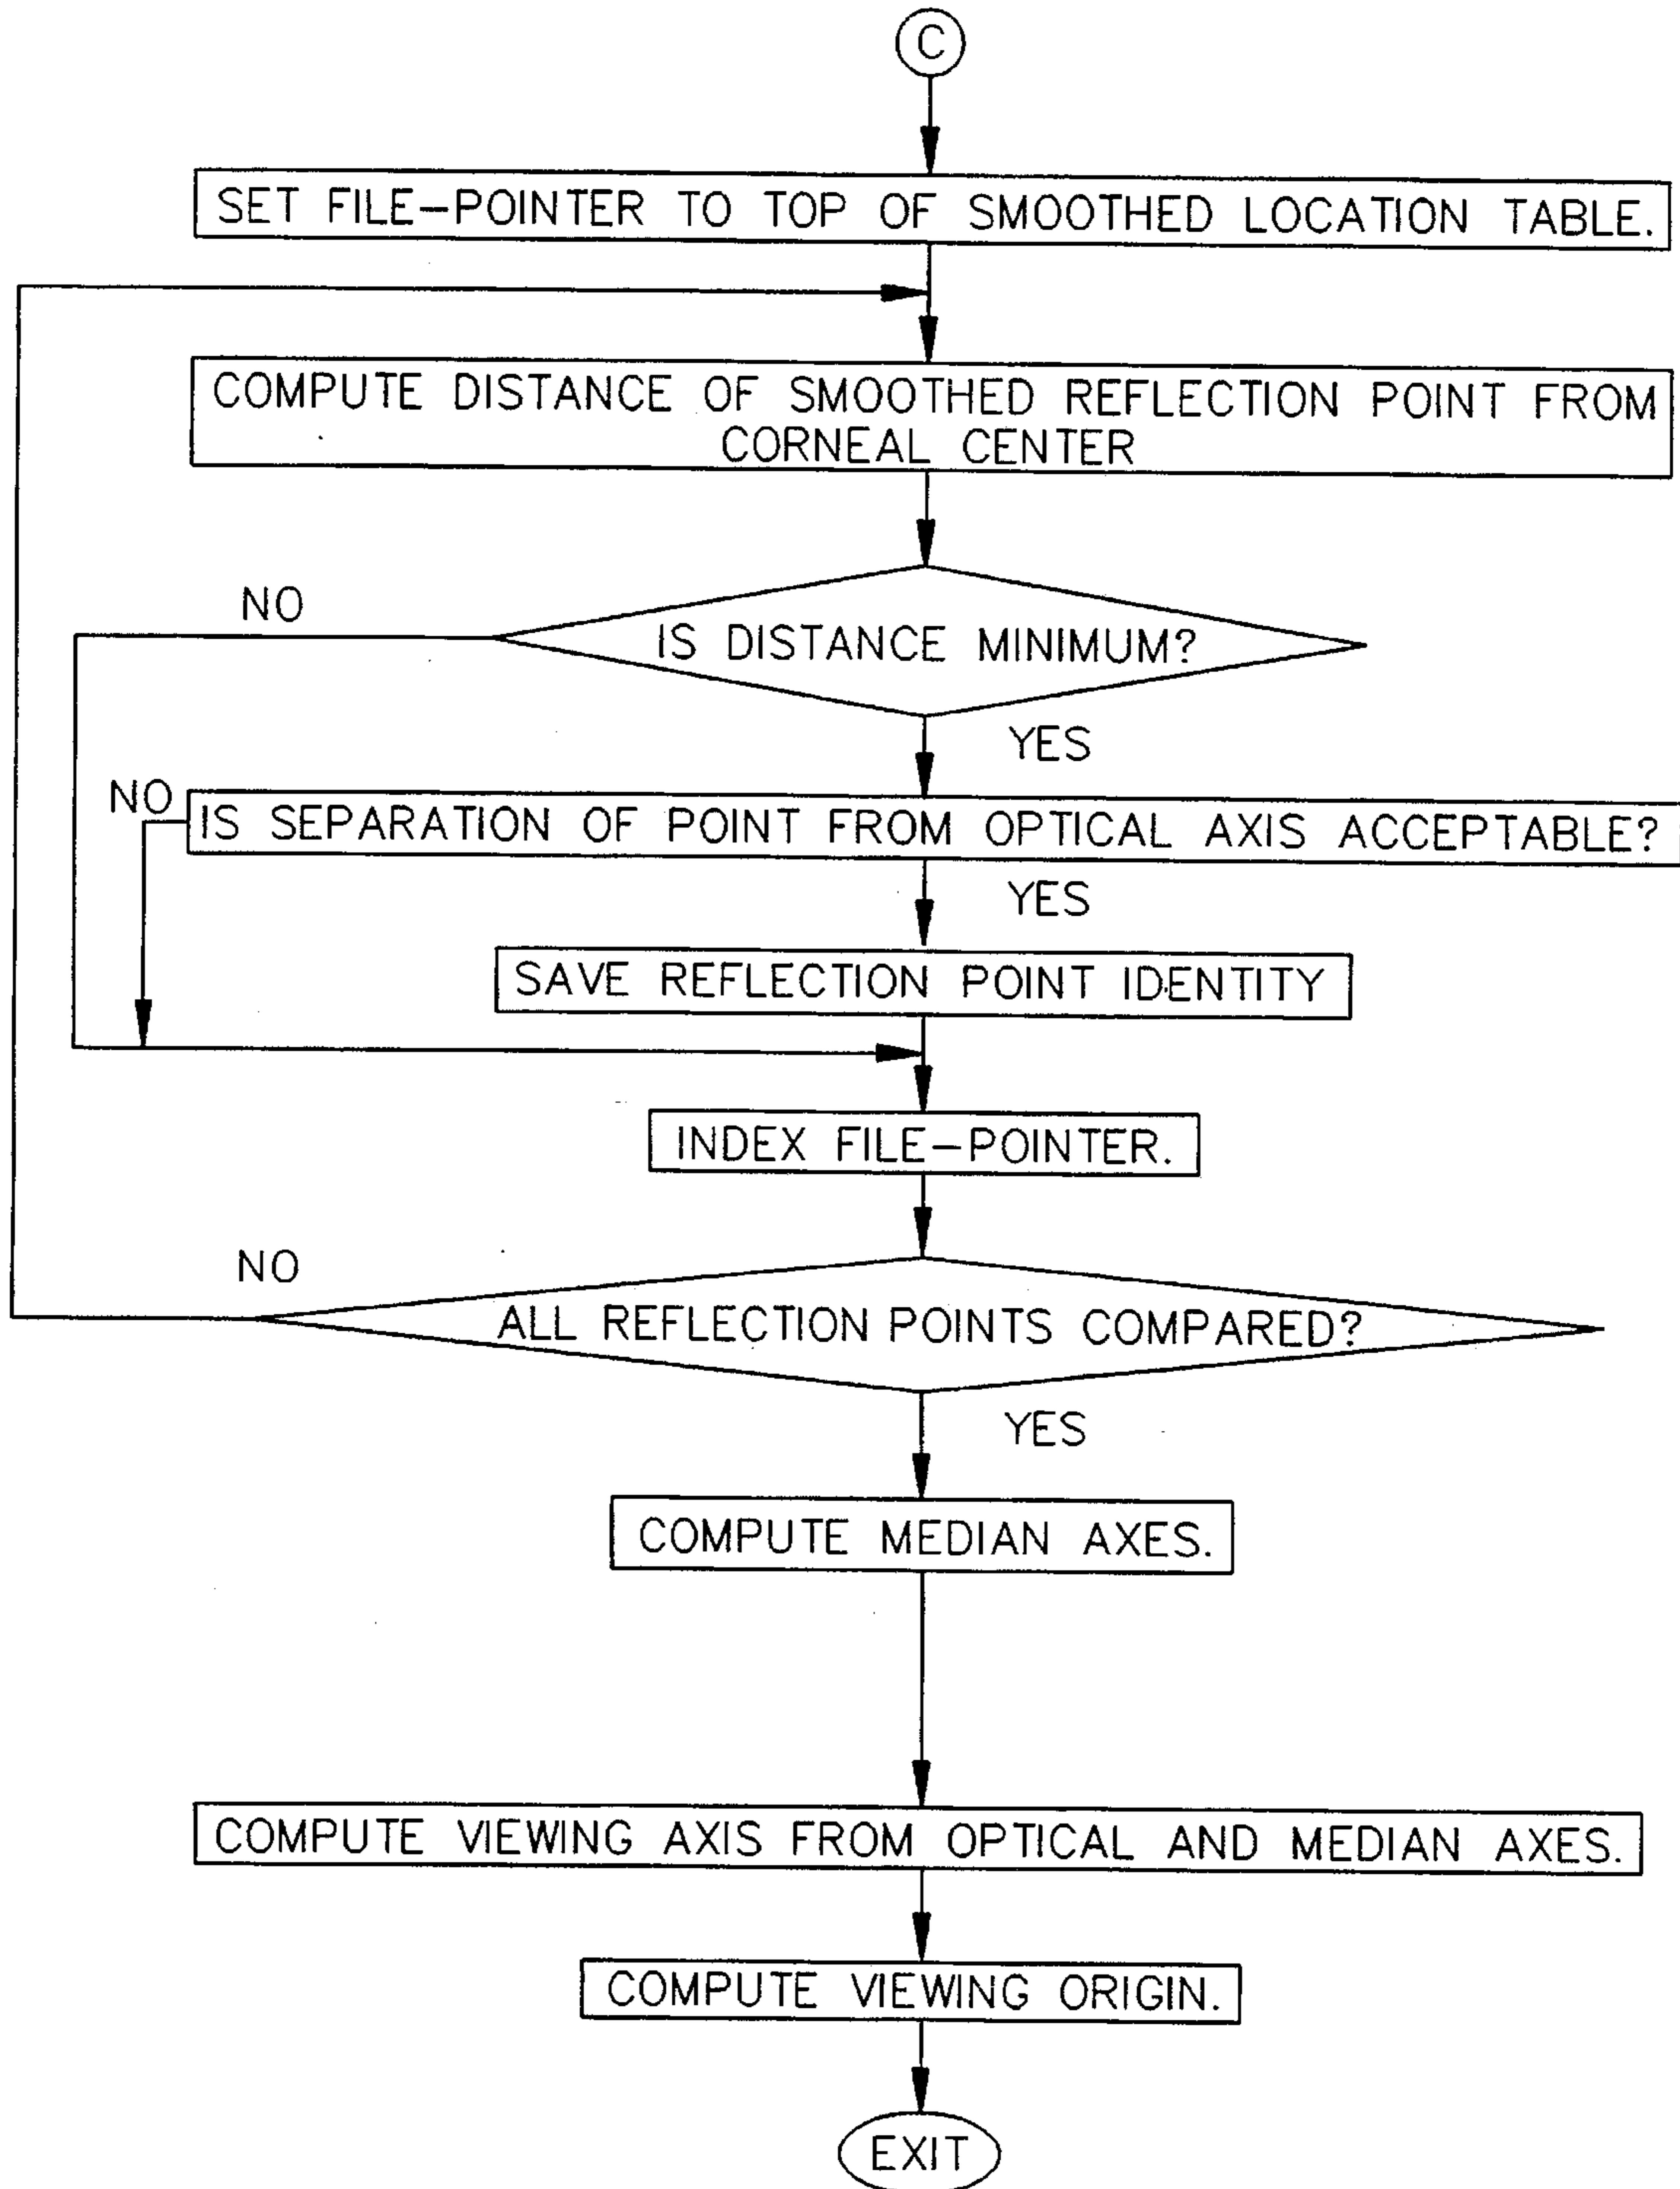 C
SET FILE-POINTER TO TOP OF SMOOTHED LOCATION TABLE.
COMPUTE DISTANCE OF SMOOTHED REFLECTION POINT FROM
CORNEAL CENTER
NO
IS DISTANCE MINIMUM?
YES
NO
IS SEPARATION OF POINT FROM OPTICAL AXIS ACCEPTABLE?
YES
SAVE REFLECTION POINT IDENTITY
INDEX FILE-POINTER.
NO
ALL REFLECTION POINTS COMPARED?
YES
COMPUTE MEDIAN AXES.
COMPUTE VIEWING AXIS FROM OPTICAL AND MEDIAN AXES.
COMPUTE VIEWING ORIGIN.
EXIT